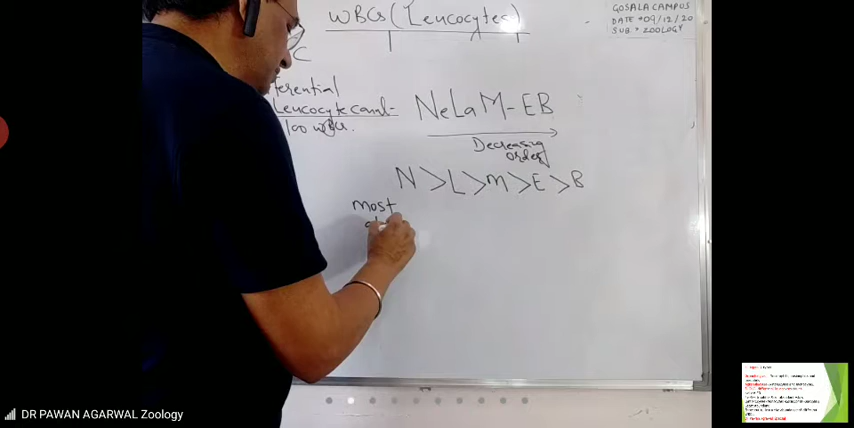 WBCs (Leucocytes)
GOSALA CAMPUS
DATE → 09/12/20
SUB → ZOOLOGY
C
ferential
Leucocyte count-
100 WBCs.
NeLa M-EB
Decreasing
order
N > L > M > E > B
most
DR PAWAN AGARWAL Zoology